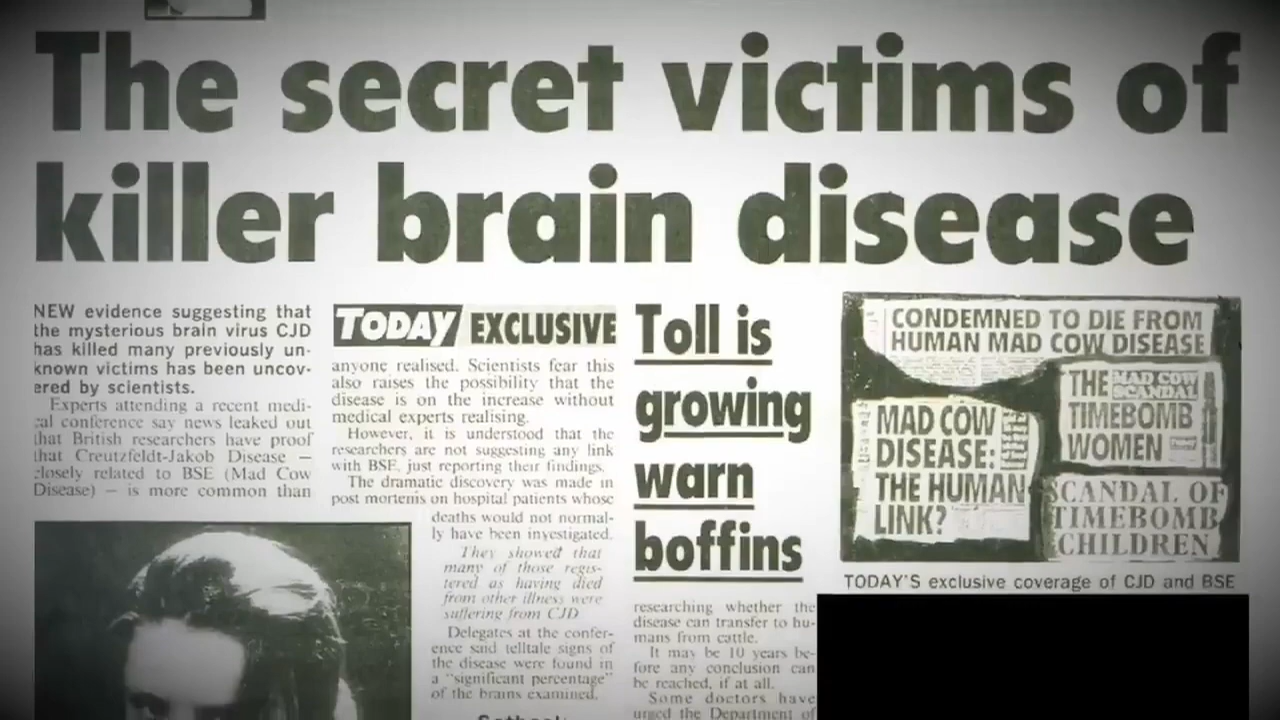 The secret victims of
killer brain disease
NEW evidence suggesting that
the mysterious brain virus CJD
has killed many previously un-
known victims has been uncov-
ered by scientists.
Experts attending a recent medi-
cal conference say news leaked out
that British researchers have proof
that Creutzfeldt-Jakob Disease —
closely related to BSE (Mad Cow
Disease) — is more common than
TODAY EXCLUSIVE
anyone realised. Scientists fear this
also raises the possibility that the
disease is on the increase without
medical experts realising.
However, it is understood that the
researchers are not suggesting any link
with BSE, just reporting their findings.
The dramatic discovery was made in
post mortems on hospital patients whose
deaths would not normal-
ly have been investigated.
They showed that
many of those regis-
tered as having died
from other illness were
suffering from CJD
Delegates at the confer-
ence said telltale signs of
the disease were found in
a "significant percentage"
of the brains examined.
Toll is
growing
warn
boffins
researching whether the
disease can transfer to hu-
mans from cattle.
It may be 10 years be-
fore any conclusion can
be reached, if at all.
Some doctors have
urged the Department of
CONDEMNED TO DIE FROM
HUMAN MAD COW DISEASE
MAD COW
DISEASE:
THE HUMAN
LINK?
THE MAD COW SCANDAL
TIMEBOMB
WOMEN
SCANDAL OF
TIMEBOMB
CHILDREN
TODAY'S exclusive coverage of CJD and BSE